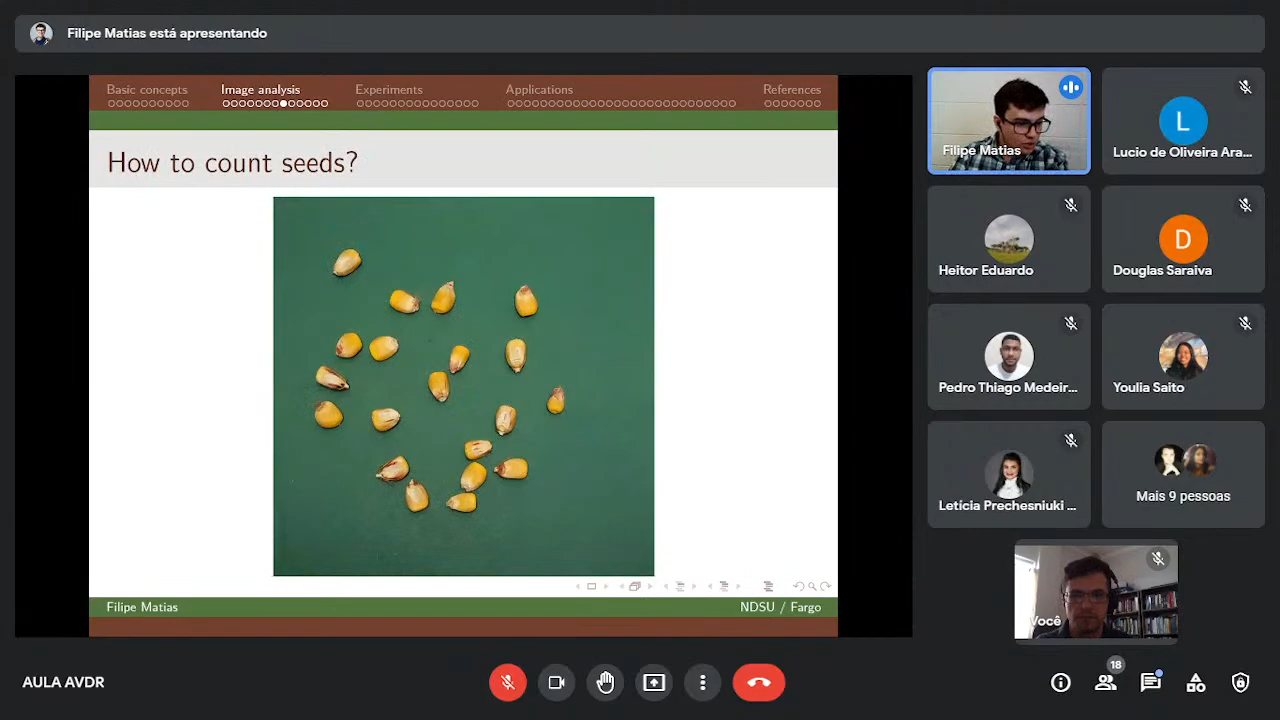 Filipe Matias está apresentando
Basic concepts
Image analysis
Experiments
Applications
References
How to count seeds?
Filipe Matias
NDSU / Fargo
Filipe Matias
L
Lucio de Oliveira Ara...
Heitor Eduardo
D
Douglas Saraiva
Pedro Thiago Medeir...
Youlia Saito
Letícia Prechesniuki ...
Mais 9 pessoas
Você
AULA AVDR
18